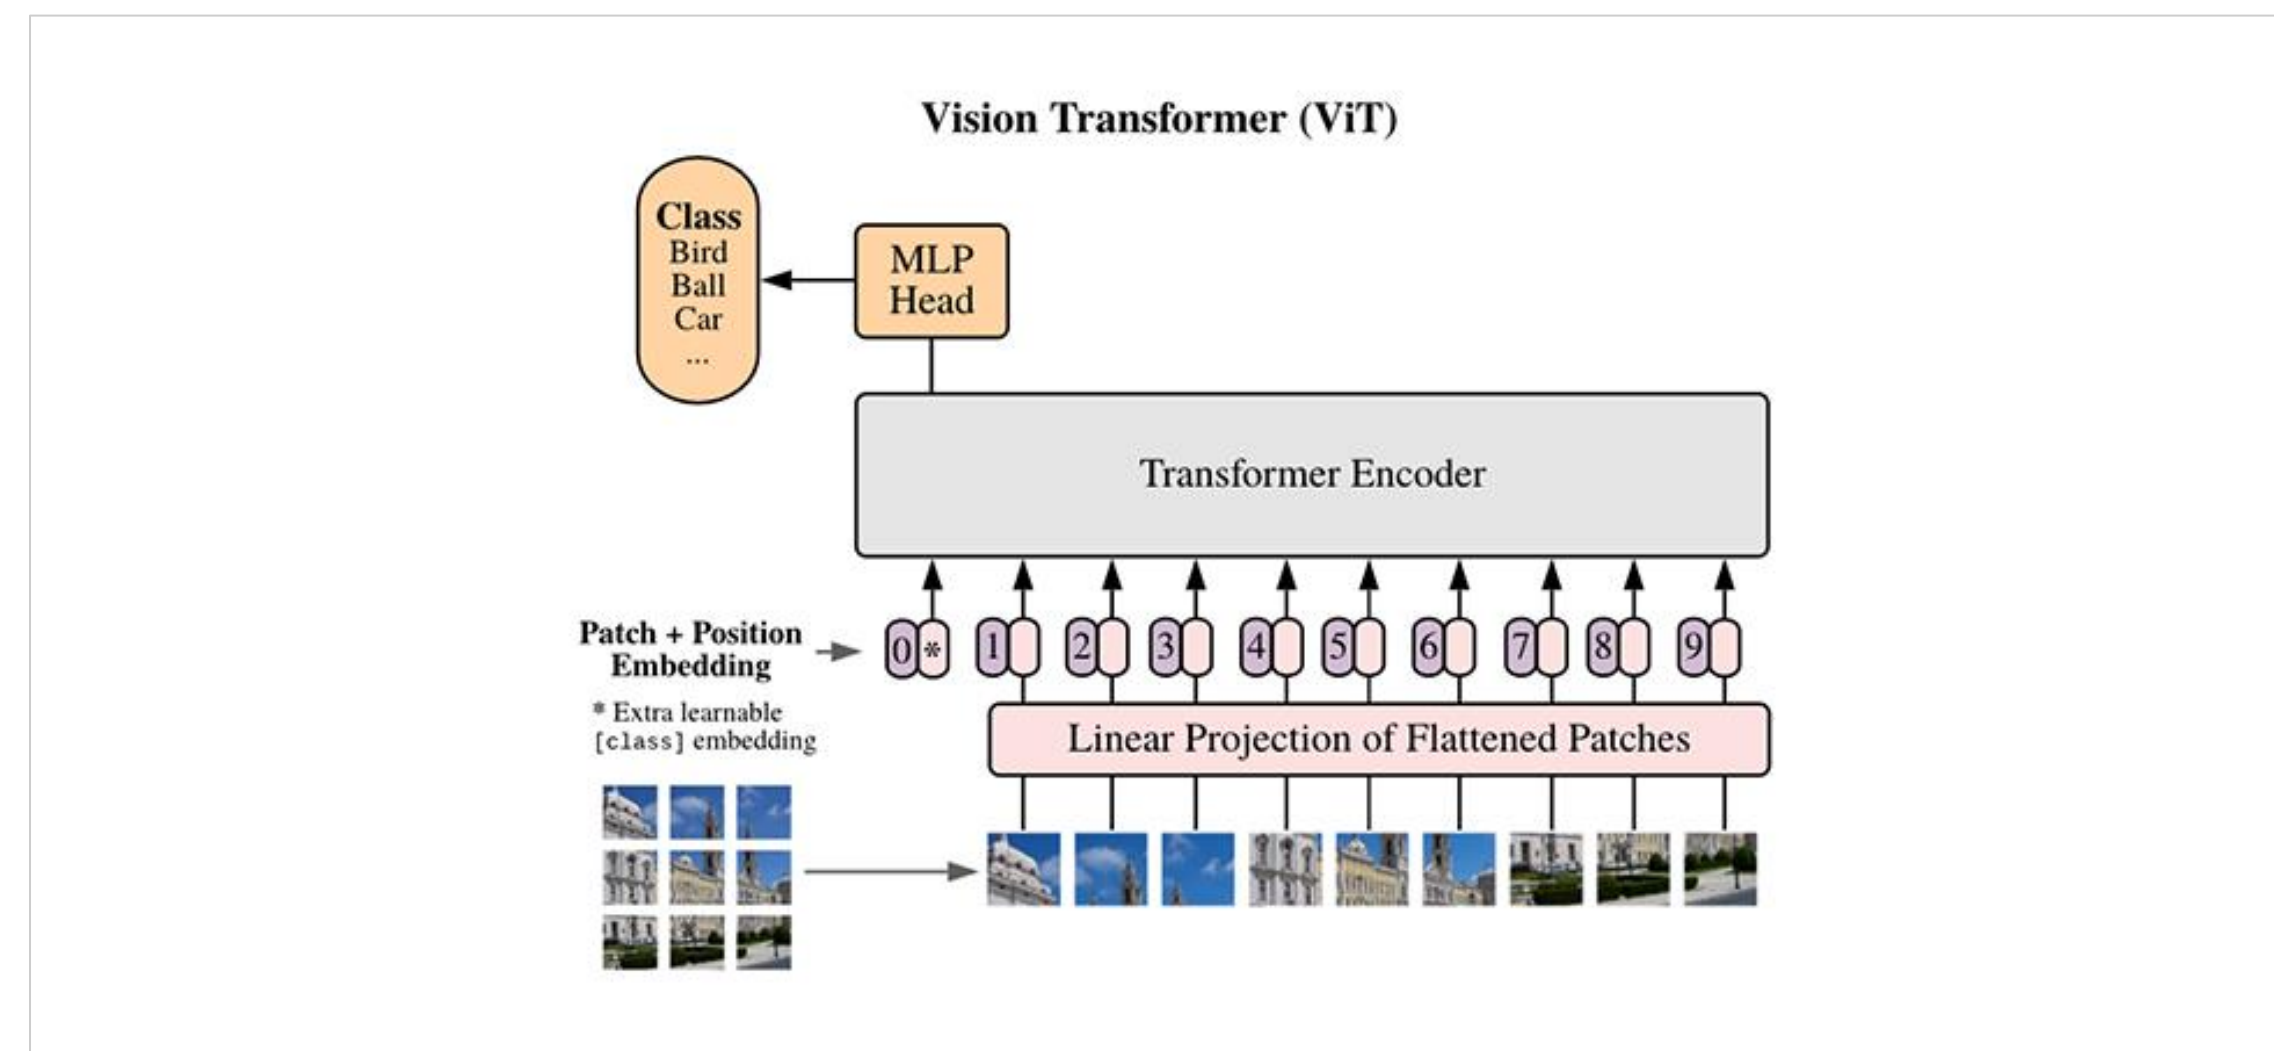 Vision Transformer (ViT)
Class
Bird
Ball
Car
...
MLP
Head
Transformer Encoder
Patch + Position
Embedding
0 * 1 2 3 4 5 6 7 8 9
* Extra learnable
[class] embedding
Linear Projection of Flattened Patches